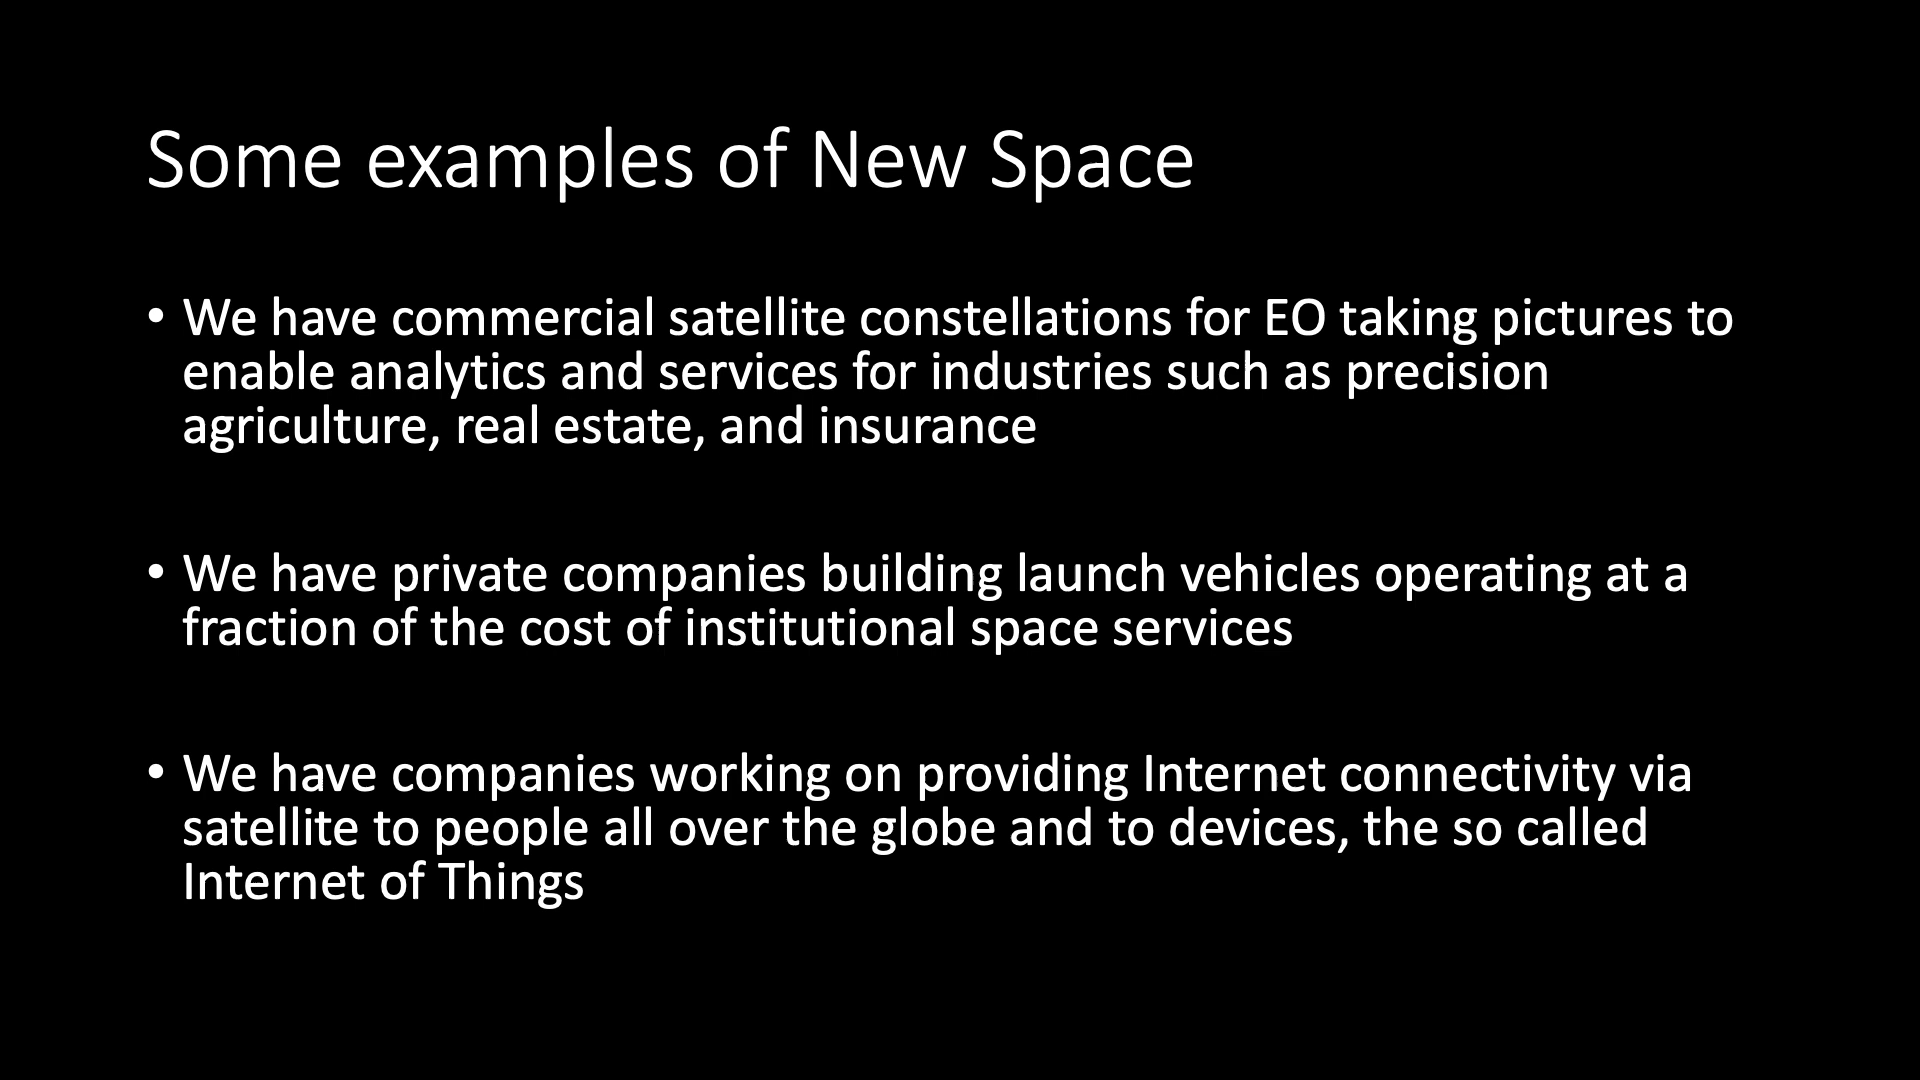 Some examples of New Space
• We have commercial satellite constellations for EO taking pictures to
enable analytics and services for industries such as precision
agriculture, real estate, and insurance
• We have private companies building launch vehicles operating at a
fraction of the cost of institutional space services
• We have companies working on providing Internet connectivity via
satellite to people all over the globe and to devices, the so called
Internet of Things